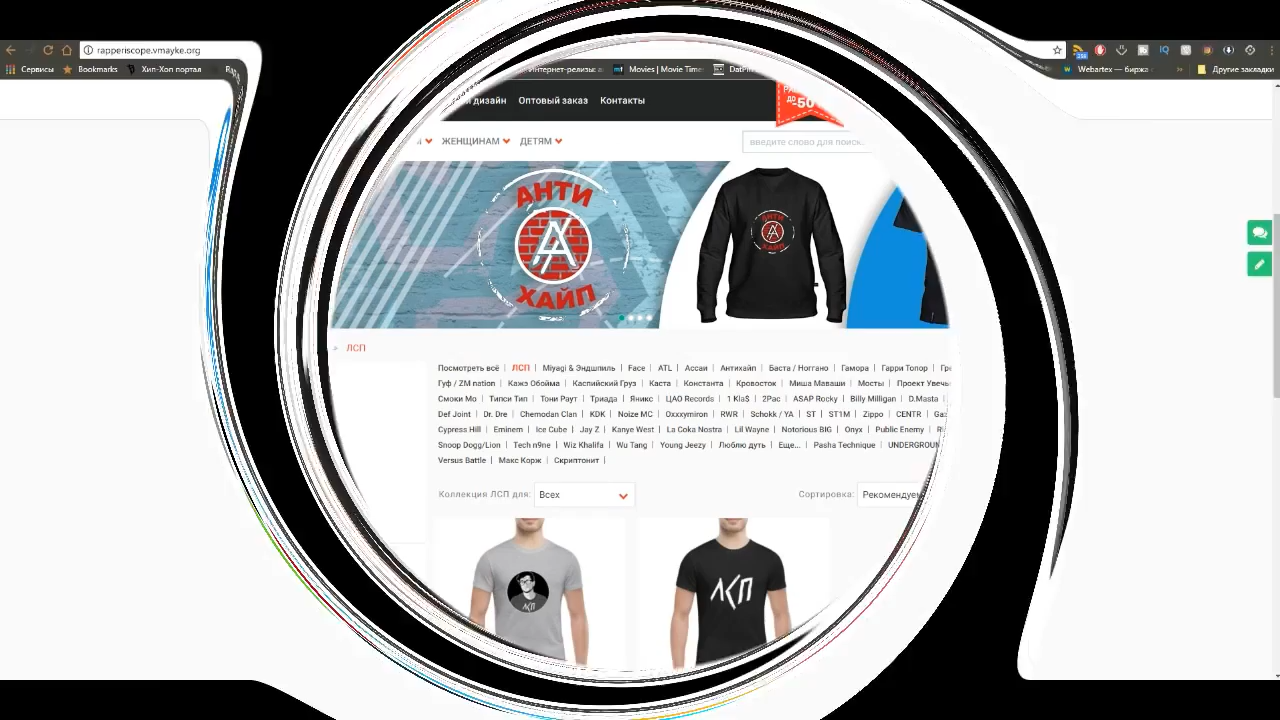 rapperiscope.vmayke.org
Сервисы Bookmarks Хип-Хоп портал
Movies | Movie Time
Webartex — биржа Другие закладки
258
IQ
дизайн Оптовый заказ Контакты
до -50
ЖЕНЩИНАМ ДЕТЯМ
введите слово для поиска..
АНТИ
ХАЙП
АНТИ
ХАЙП
» ЛСП
Посмотреть всё | ЛСП | Miyagi & Эндшпиль | Face | ATL | Ассаи | Антихайп | Баста / Ноггано | Гамора | Гарри Топор |
Гуф / ZM nation | Кажэ Обойма | Каспийский Груз | Каста | Константа | Кровосток | Миша Маваши | Мосты | Проект
Смоки Мо | Типси Тип | Тони Раут | Триада | Яникс | ЦАО Records | 1 Kla$ | 2Pac | ASAP Rocky | Billy Milligan | D.Masta |
Def Joint | Dr. Dre | Chemodan Clan | KDK | Noize MC | Oxxxymiron | RWR | Schokk / YA | ST | ST1M | Zippo | CENTR |
Cypress Hill | Eminem | Ice Cube | Jay Z | Kanye West | La Coka Nostra | Lil Wayne | Notorious BIG | Onyx | Public Enemy |
Snoop Dogg/Lion | Tech n9ne | Wiz Khalifa | Wu Tang | Young Jeezy | Люблю дуть | Еще... | Pasha Technique | UNDERGROUN
Versus Battle | Макс Корж | Скриптонит |
Коллекция ЛСП для: Всех Сортировка: Рекомендуем
ЛСП
ЛСП